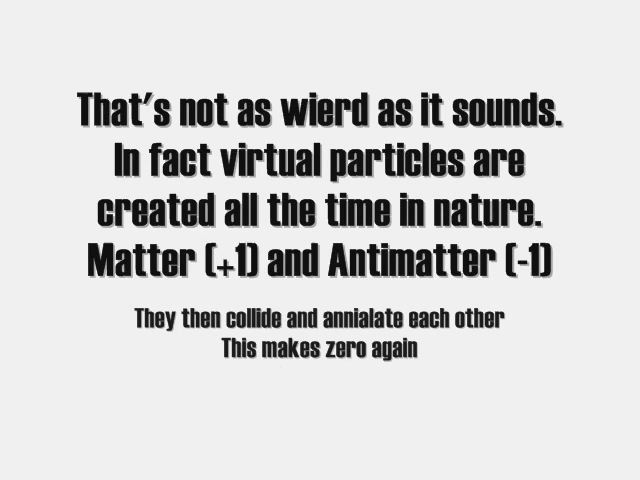 That's not as wierd as it sounds.
In fact virtual particles are
created all the time in nature.
Matter (+1) and Antimatter (-1)
They then collide and annialate each other
This makes zero again